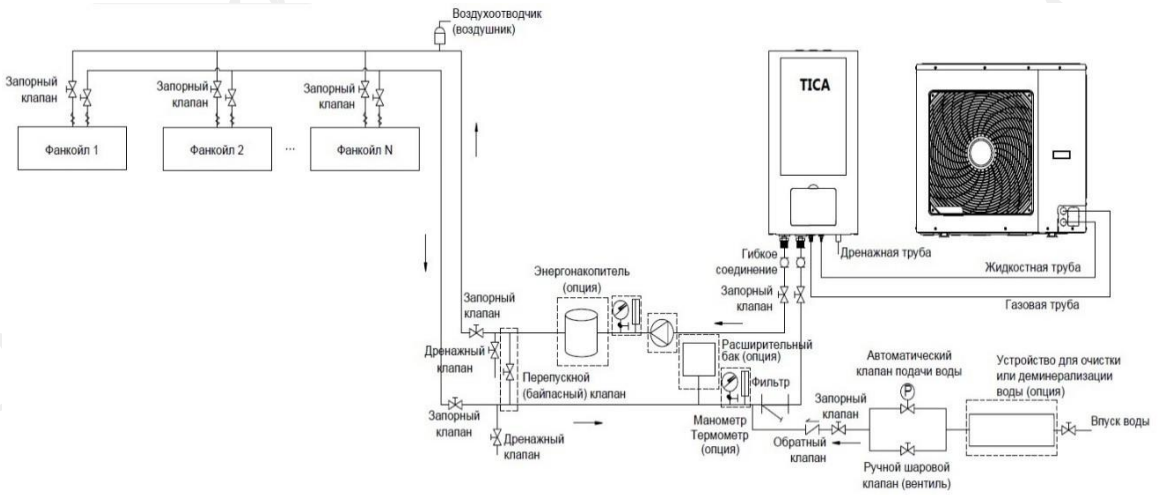 Воздухоотводчик
(воздушник)
Запорный
клапан
Запорный
клапан
Запорный
клапан
Фанкойл 1
Фанкойл 2
...
Фанкойл N
TICA
Дренажная труба
Гибкое
соединение
Жидкостная труба
Запорный
клапан
Газовая труба
Энергонакопитель
(опция)
Запорный
клапан
Дренажный
клапан
Перепускной
(байпасный) клапан
Расширительный
бак (опция)
Фильтр
Запорный
клапан
Дренажный
клапан
Манометр
Термометр
(опция)
Обратный
клапан
Запорный
клапан
Автоматический
клапан подачи воды
P
Ручной шаровой
клапан (вентиль)
Устройство для очистки
или деминерализации
воды (опция)
Впуск воды